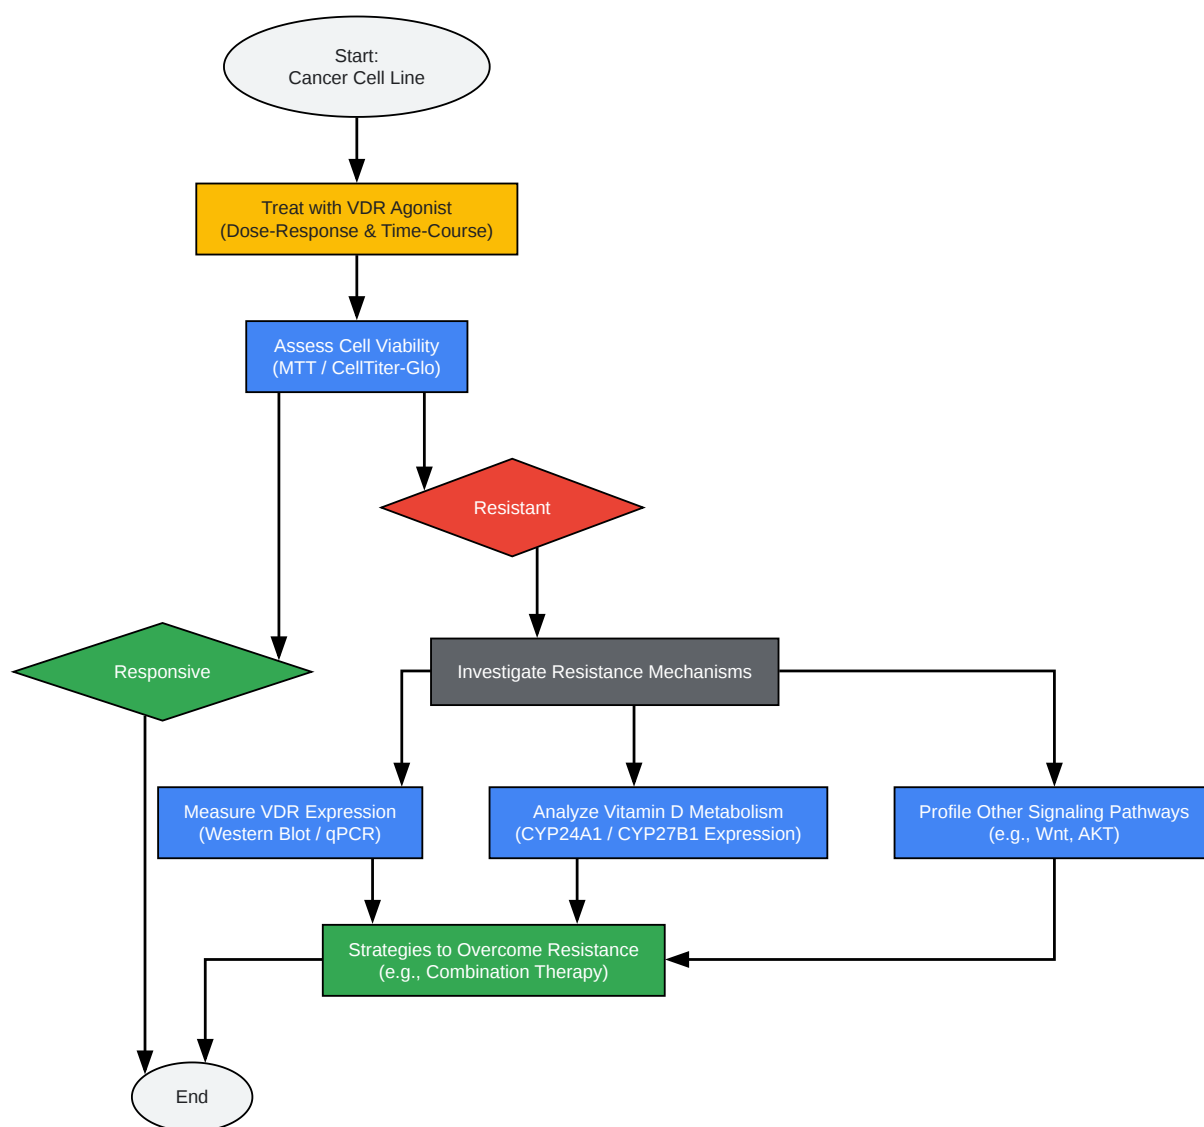 Start:
Cancer Cell Line
Treat with VDR Agonist
(Dose-Response & Time-Course)
Assess Cell Viability
(MTT / CellTiter-Glo)
Resistant
Responsive
Investigate Resistance Mechanisms
Measure VDR Expression
(Western Blot / qPCR)
Analyze Vitamin D Metabolism
(CYP24A1 / CYP27B1 Expression)
Profile Other Signaling Pathways
(e.g., Wnt, AKT)
Strategies to Overcome Resistance
(e.g., Combination Therapy)
End